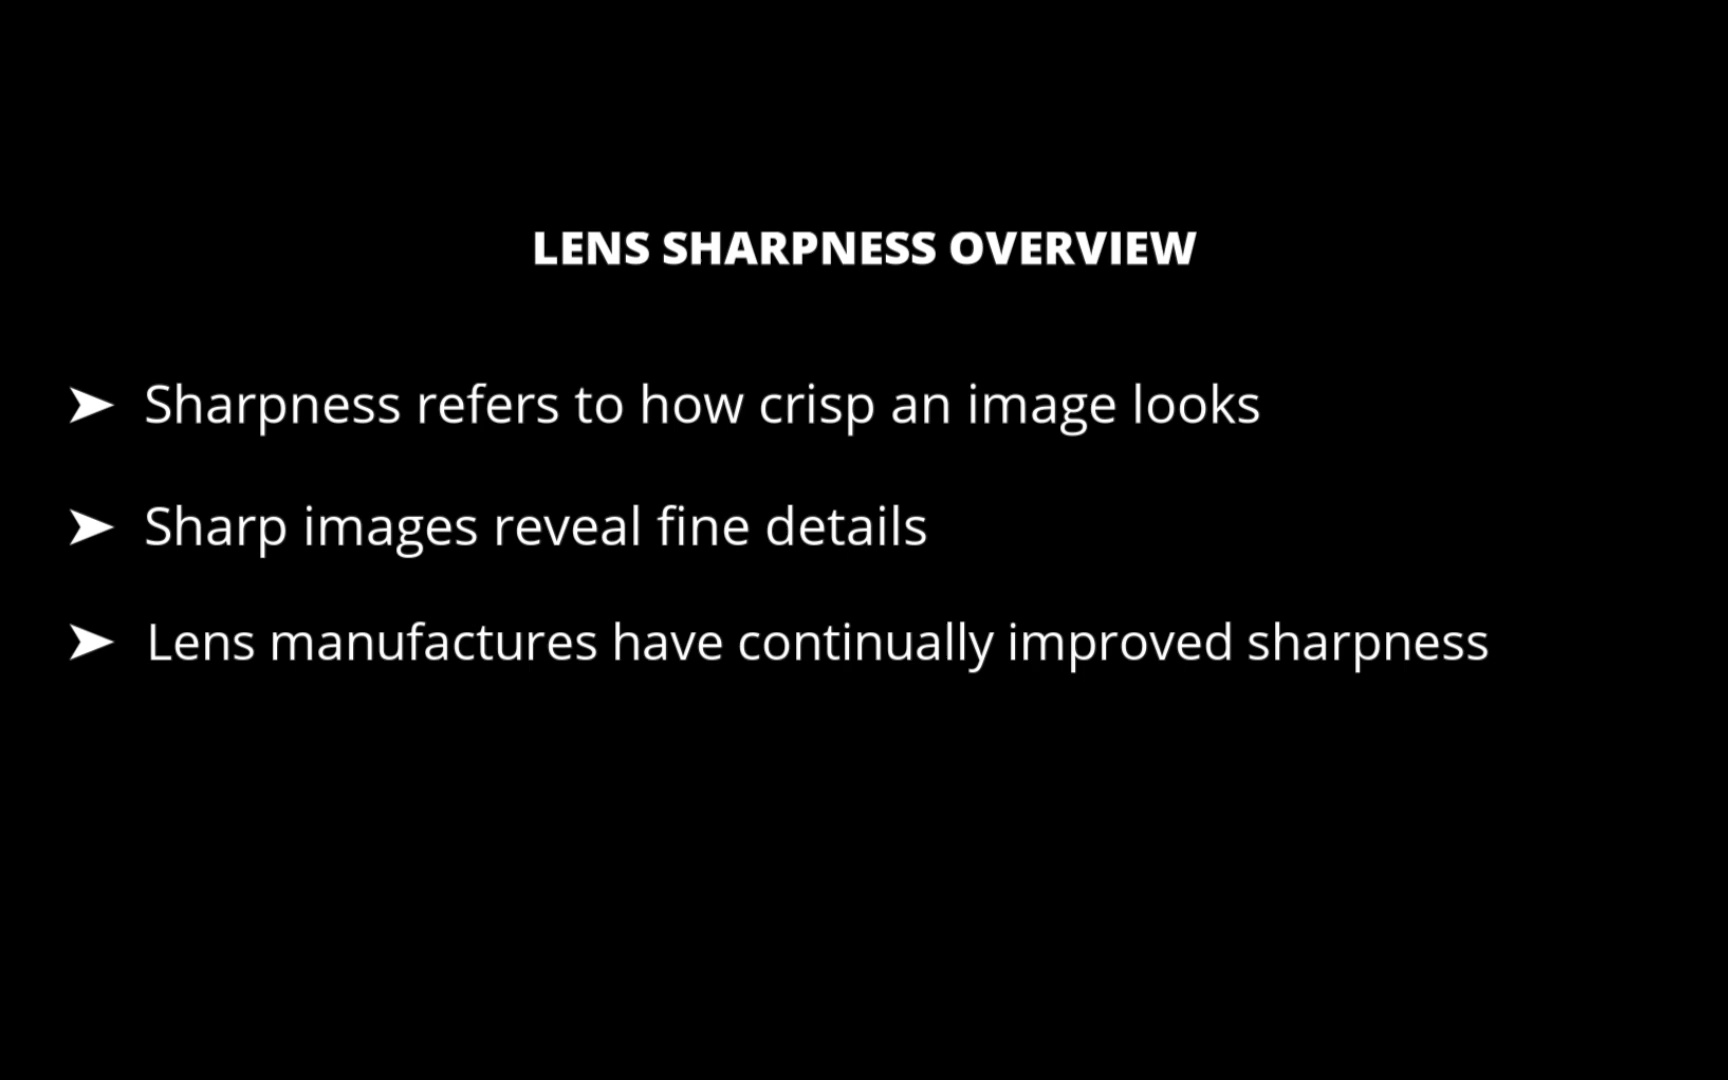 LENS SHARPNESS OVERVIEW
➤ Sharpness refers to how crisp an image looks
➤ Sharp images reveal fine details
➤ Lens manufactures have continually improved sharpness